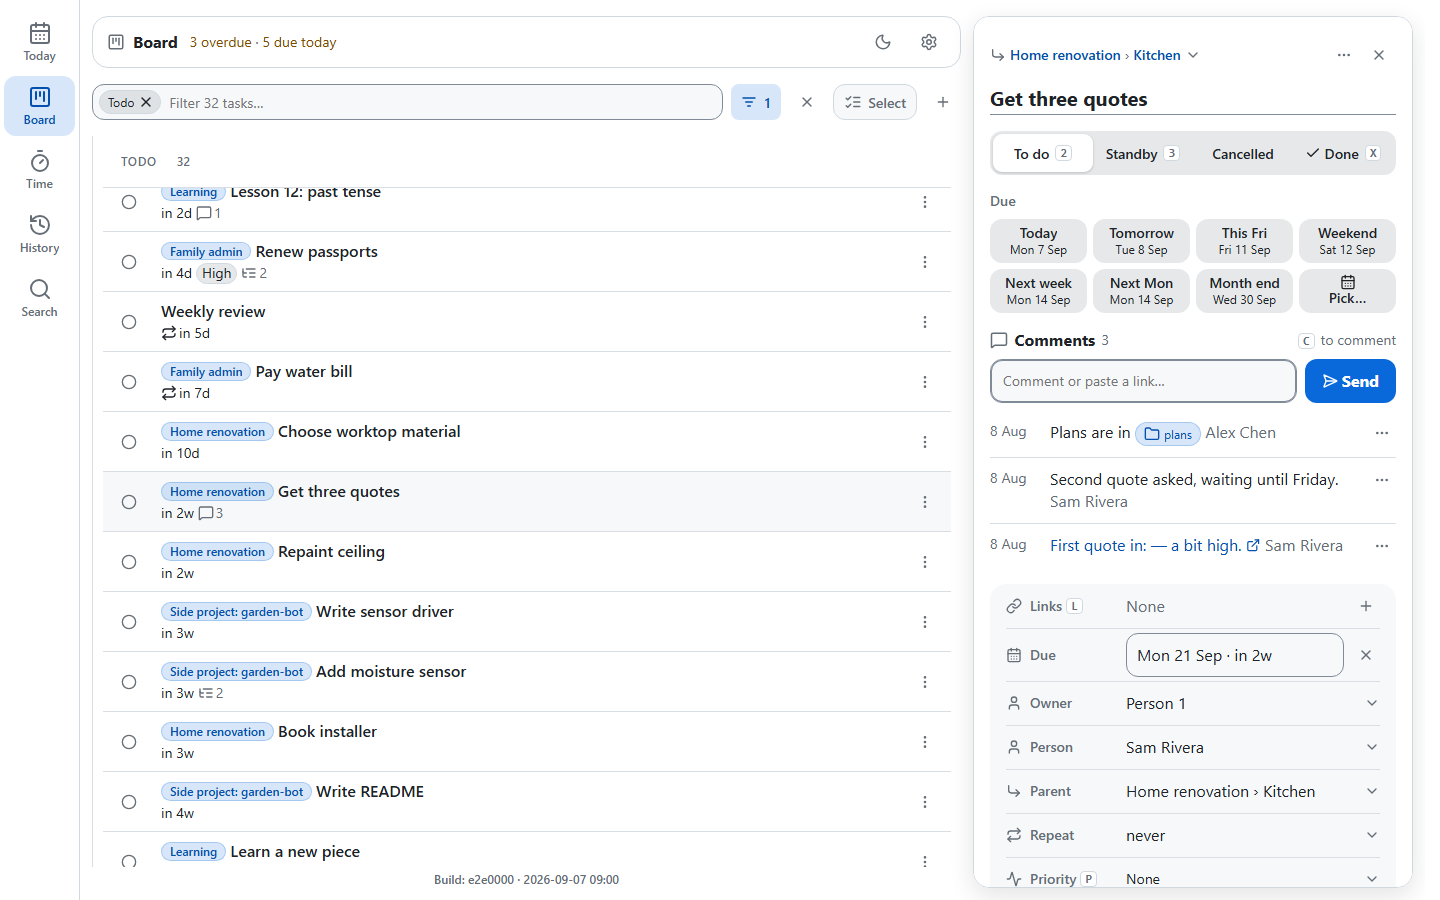 Today
Board
Time
History
Search
Board 3 overdue · 5 due today
Todo Filter 32 tasks... 1 Select
TODO 32
Learning Lesson 12: past tense
in 2d 1
Family admin Renew passports
in 4d High 2
Weekly review
in 5d
Family admin Pay water bill
in 7d
Home renovation Choose worktop material
in 10d
Home renovation Get three quotes
in 2w 3
Home renovation Repaint ceiling
in 2w
Side project: garden-bot Write sensor driver
in 3w
Side project: garden-bot Add moisture sensor
in 3w 2
Home renovation Book installer
in 3w
Side project: garden-bot Write README
in 4w
Learning Learn a new piece
Build: e2e0000 · 2026-09-07 09:00
Home renovation › Kitchen
Get three quotes
To do 2 Standby 3 Cancelled Done X
Due
Today Tomorrow This Fri Weekend
Mon 7 Sep Tue 8 Sep Fri 11 Sep Sat 12 Sep
Next week Next Mon Month end Pick...
Mon 14 Sep Mon 14 Sep Wed 30 Sep
Comments 3 C to comment
Comment or paste a link... Send
8 Aug Plans are in plans Alex Chen
8 Aug Second quote asked, waiting until Friday.
Sam Rivera
8 Aug First quote in: — a bit high. Sam Rivera
Links L None
Due Mon 21 Sep · in 2w
Owner Person 1
Person Sam Rivera
Parent Home renovation › Kitchen
Repeat never
Priority P None